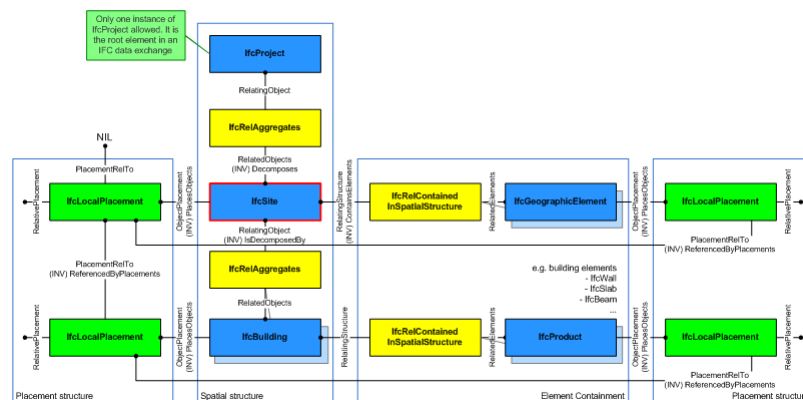 Only one instance of
IfcProject allowed. It is
the root element in an
IFC data exchange
IfcProject
RelatingObject
IfcRelAggregates
NIL
RelatedObjects
(INV) Decomposes
PlacementRelTo
RelativePlacement
IfcLocalPlacement
ObjectPlacement
(INV) PlacesObjects
IfcSite
RelatingStructure
(INV) ContainsElements
IfcRelContained
InSpatialStructure
RelatedElements
IfcGeographicElement
ObjectPlacement
(INV) PlacesObjects
IfcLocalPlacement
RelativePlacement
RelatingObject
(INV) IsDecomposedBy
PlacementRelTo
(INV) ReferencedByPlacements
PlacementRelTo
(INV) ReferencedByPlacements
IfcRelAggregates
e.g. building elements
- IfcWall
- IfcSlab
- IfcBeam
...
RelatedObjects
RelativePlacement
IfcLocalPlacement
ObjectPlacement
(INV) PlacesObjects
IfcBuilding
RelatingStructure
IfcRelContained
InSpatialStructure
RelatedElements
IfcProduct
ObjectPlacement
(INV) PlacesObjects
IfcLocalPlacement
RelativePlacement
PlacementRelTo
(INV) ReferencedByPlacements
Placement structure
Spatial structure
Element Containment
Placement structure